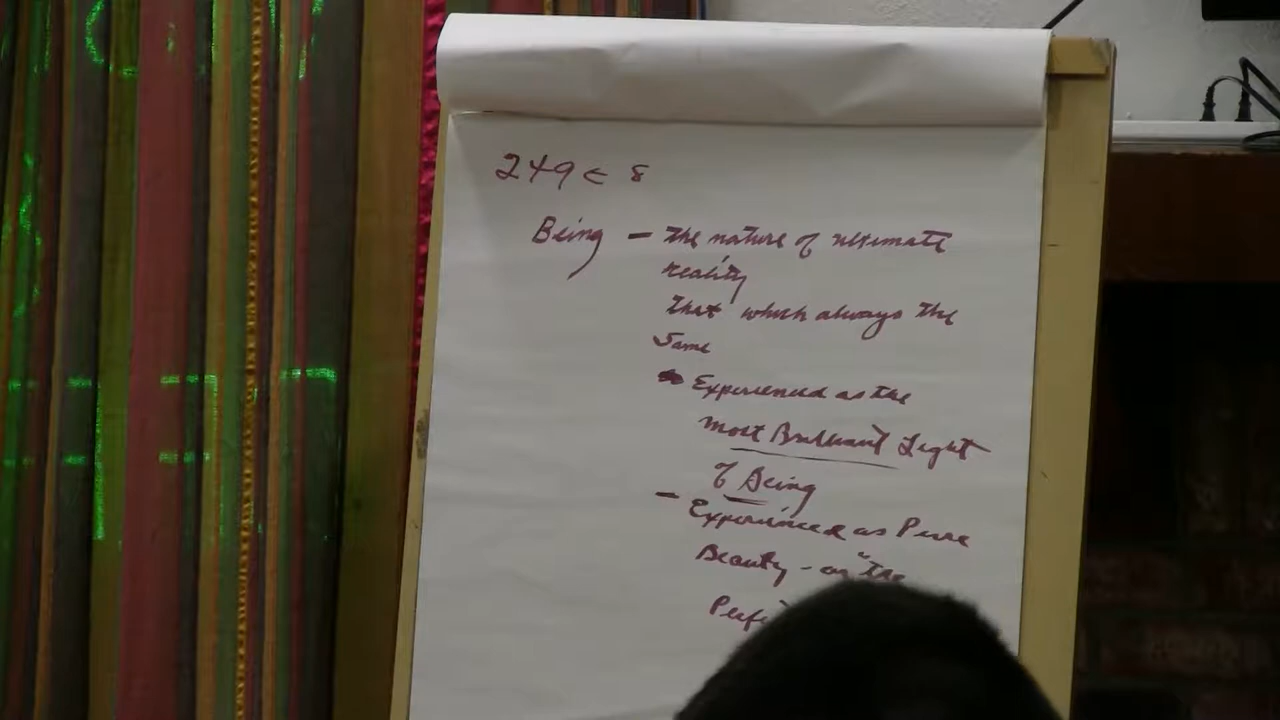 249 C 8
Being — The nature of ultimate
reality
that which always the
Same
Experienced as the
most Brilliant Light
of Being
— Experienced as Pure
Beauty - or "The